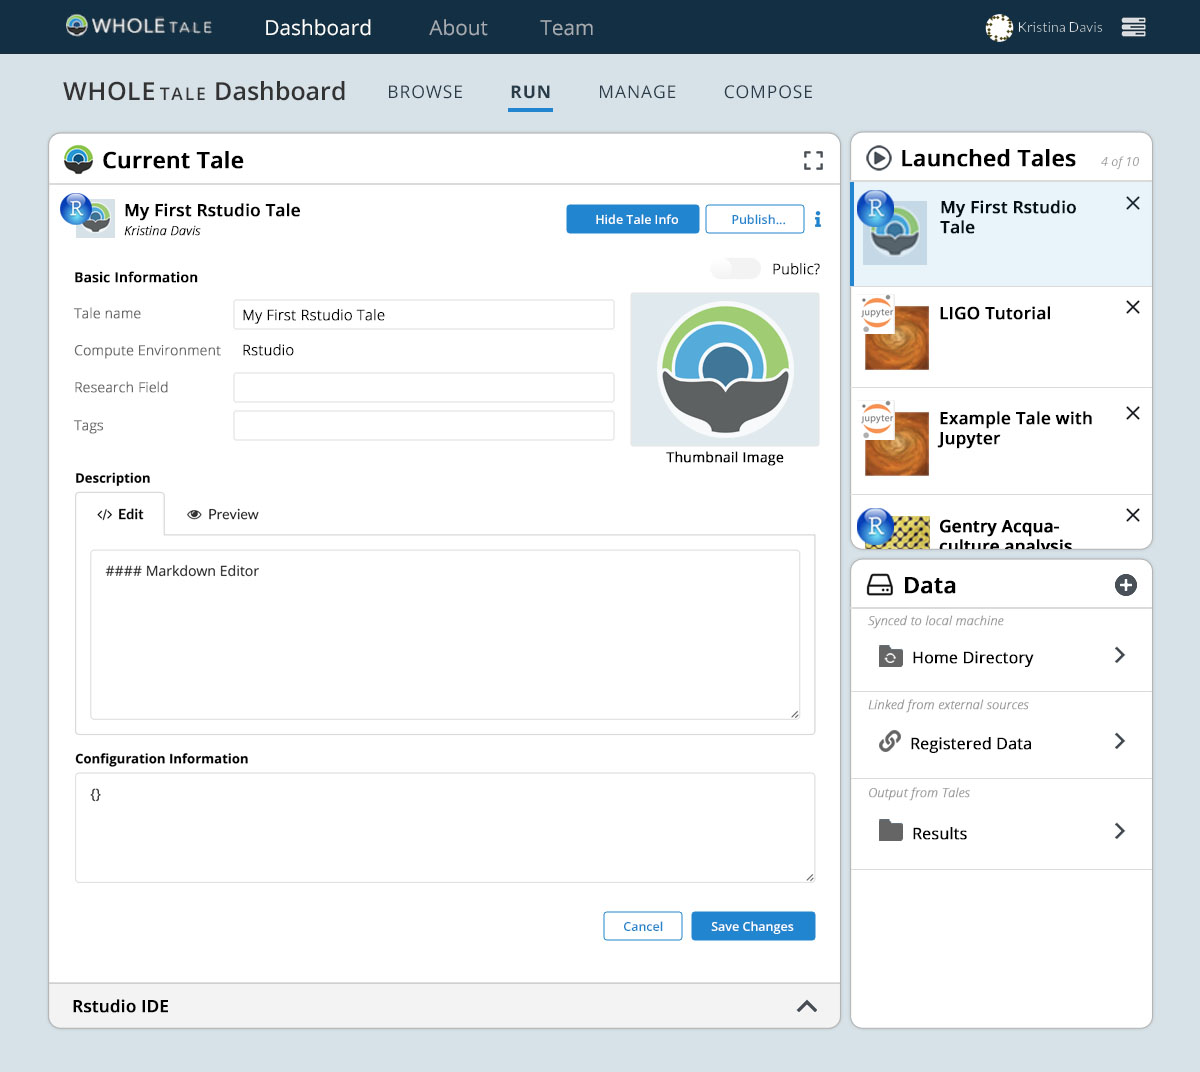 WHOLE TALE Dashboard About Team Kristina Davis
WHOLE TALE Dashboard BROWSE RUN MANAGE COMPOSE
Current Tale
R
My First Rstudio Tale
Kristina Davis
Hide Tale Info Publish...
Basic Information
Public?
Tale name My First Rstudio Tale
Compute Environment Rstudio
Research Field
Tags
Thumbnail Image
Description
</> Edit Preview
#### Markdown Editor
Configuration Information
{}
Cancel Save Changes
Rstudio IDE
Launched Tales 4 of 10
R
My First Rstudio
Tale
jupyter
LIGO Tutorial
jupyter
Example Tale with
Jupyter
R
Gentry Acqua-
culture analysis
Data
Synced to local machine
Home Directory
Linked from external sources
Registered Data
Output from Tales
Results